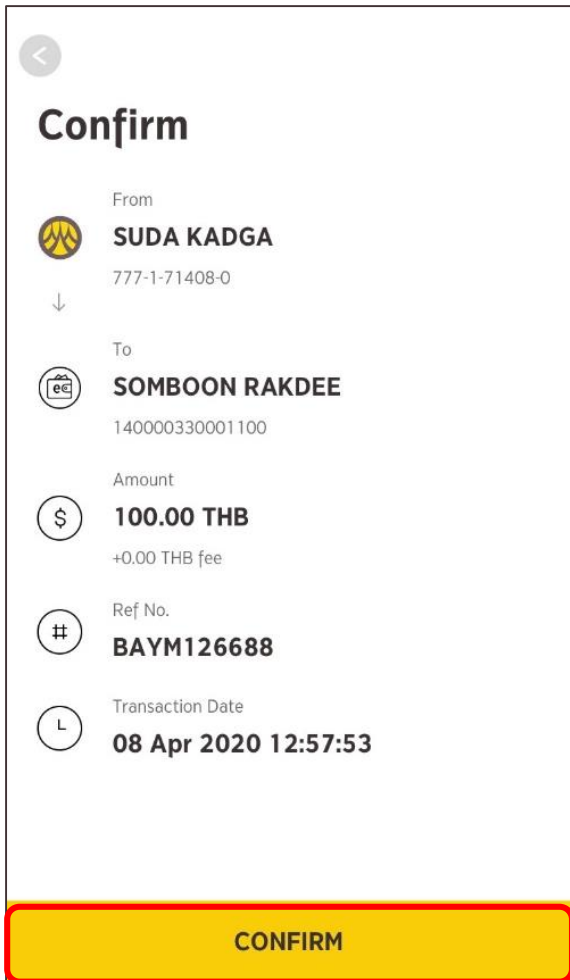 Confirm
From
SUDA KADGA
777-1-71408-0
To
SOMBOON RAKDEE
140000330001100
Amount
100.00 THB
+0.00 THB fee
Ref No.
BAYM126688
Transaction Date
08 Apr 2020 12:57:53
CONFIRM